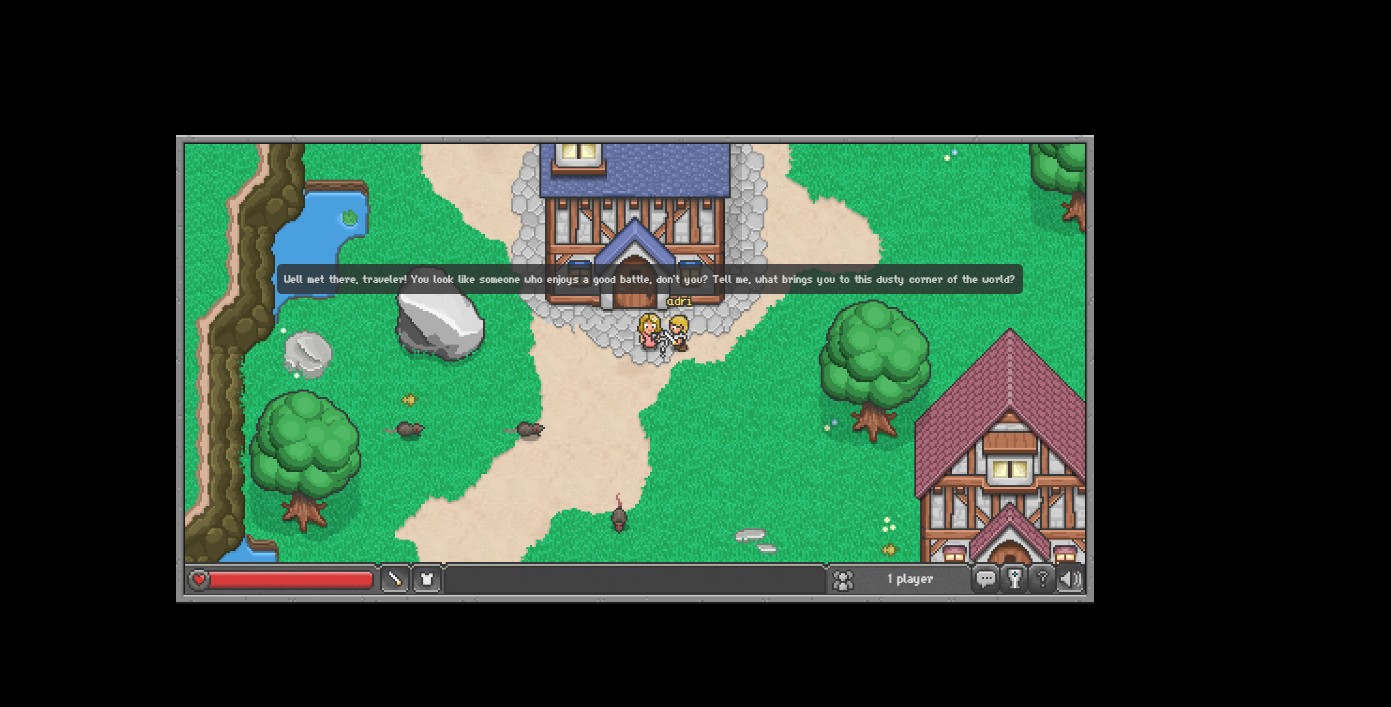 Well met there, traveler! You look like someone who enjoys a good battle, don't you? Tell me, what brings you to this dusty corner of the world?
adri
1 player